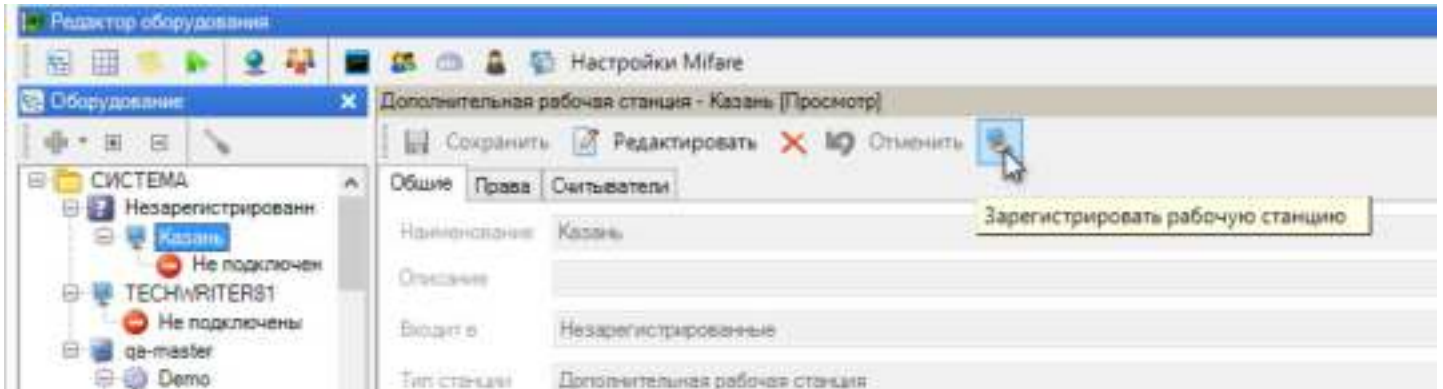 Редактор оборудования
Настройки Mifare
Оборудование
Дополнительная рабочая станция - Казань [Просмотр]
Сохранить Редактировать Отменить
СИСТЕМА
Незарегистрированн
Казань
Не подключен
TECHWRITER81
Не подключены
qa-master
Demo
Общие Права Считыватели
Зарегистрировать рабочую станцию
Наименование Казань
Описание
Входит в Незарегистрированные
Тип станции Дополнительная рабочая станция